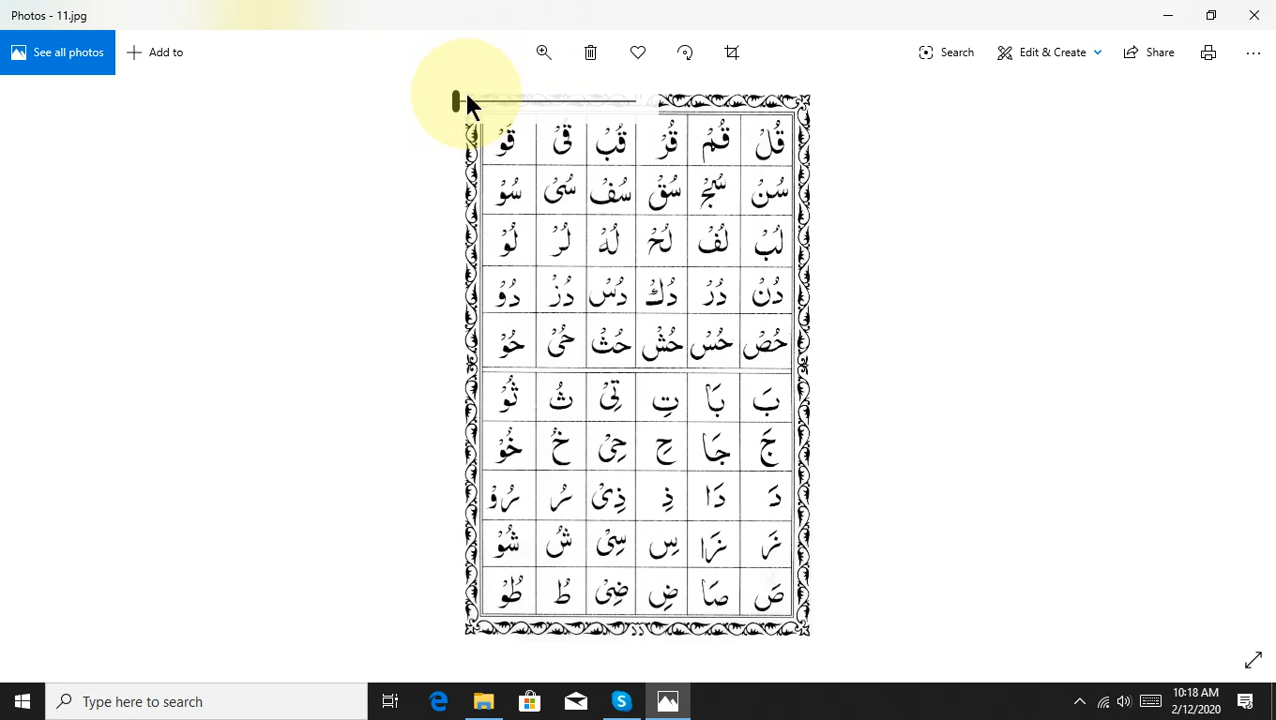 Photos - 11.jpg
See all photos
Add to
Search
Edit & Create
Share
قُلْ قُمْ قُرْ قُبْ قُیْ قَوْ
سُنْ سُجْ سُقْ سُفْ سُیْ سُوْ
لُبْ لُفْ لُحْ لُهْ لُرْ لُوْ
دُنْ دُرْ دُكْ دُسْ دُزْ دُوْ
حُصْ حُسْ حُشْ حُثْ حُیْ حُوْ
بَ بَا تِ تِیْ ثُ ثُوْ
جَ جَا حِ حِیْ خُ خُوْ
دَ دَا ذِ ذِیْ رُ رُوْ
زَ زَا سِ سِیْ شُ شُوْ
صَ صَا ضِ ضِیْ طُ طُوْ
Type here to search
10:18 AM
2/12/2020